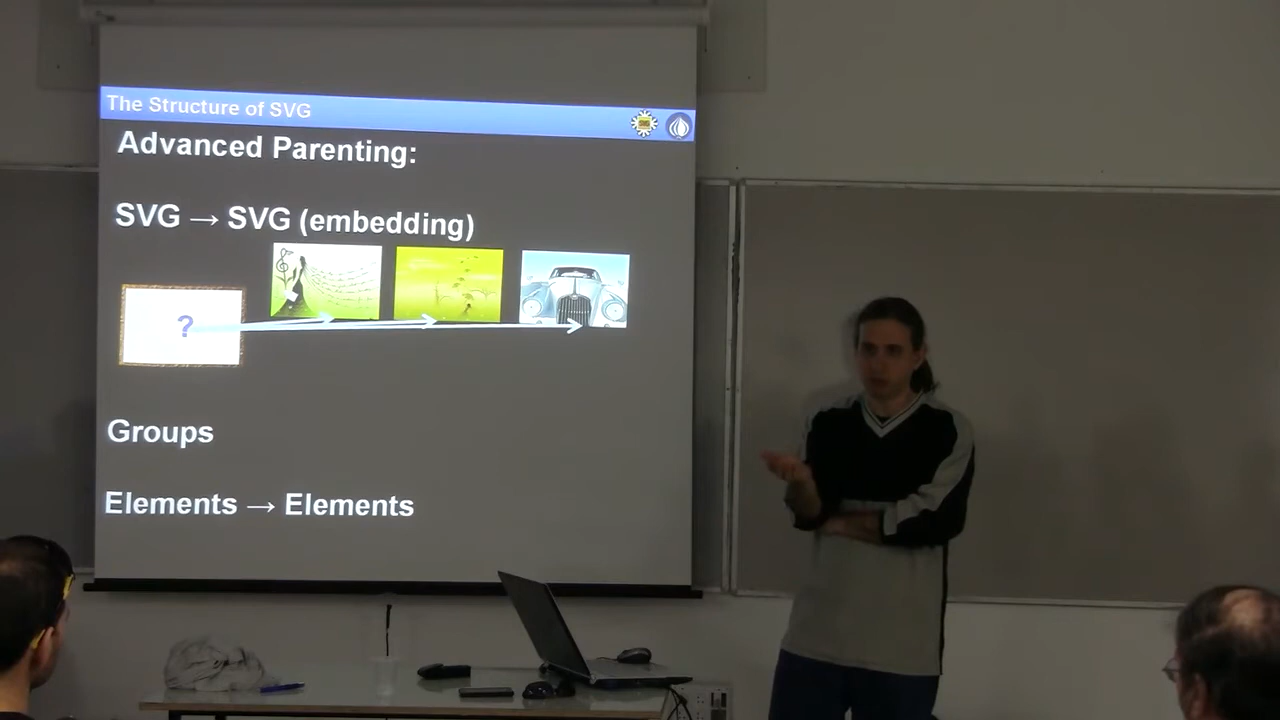 The Structure of SVG
Advanced Parenting:
SVG → SVG (embedding)
?
Groups
Elements → Elements